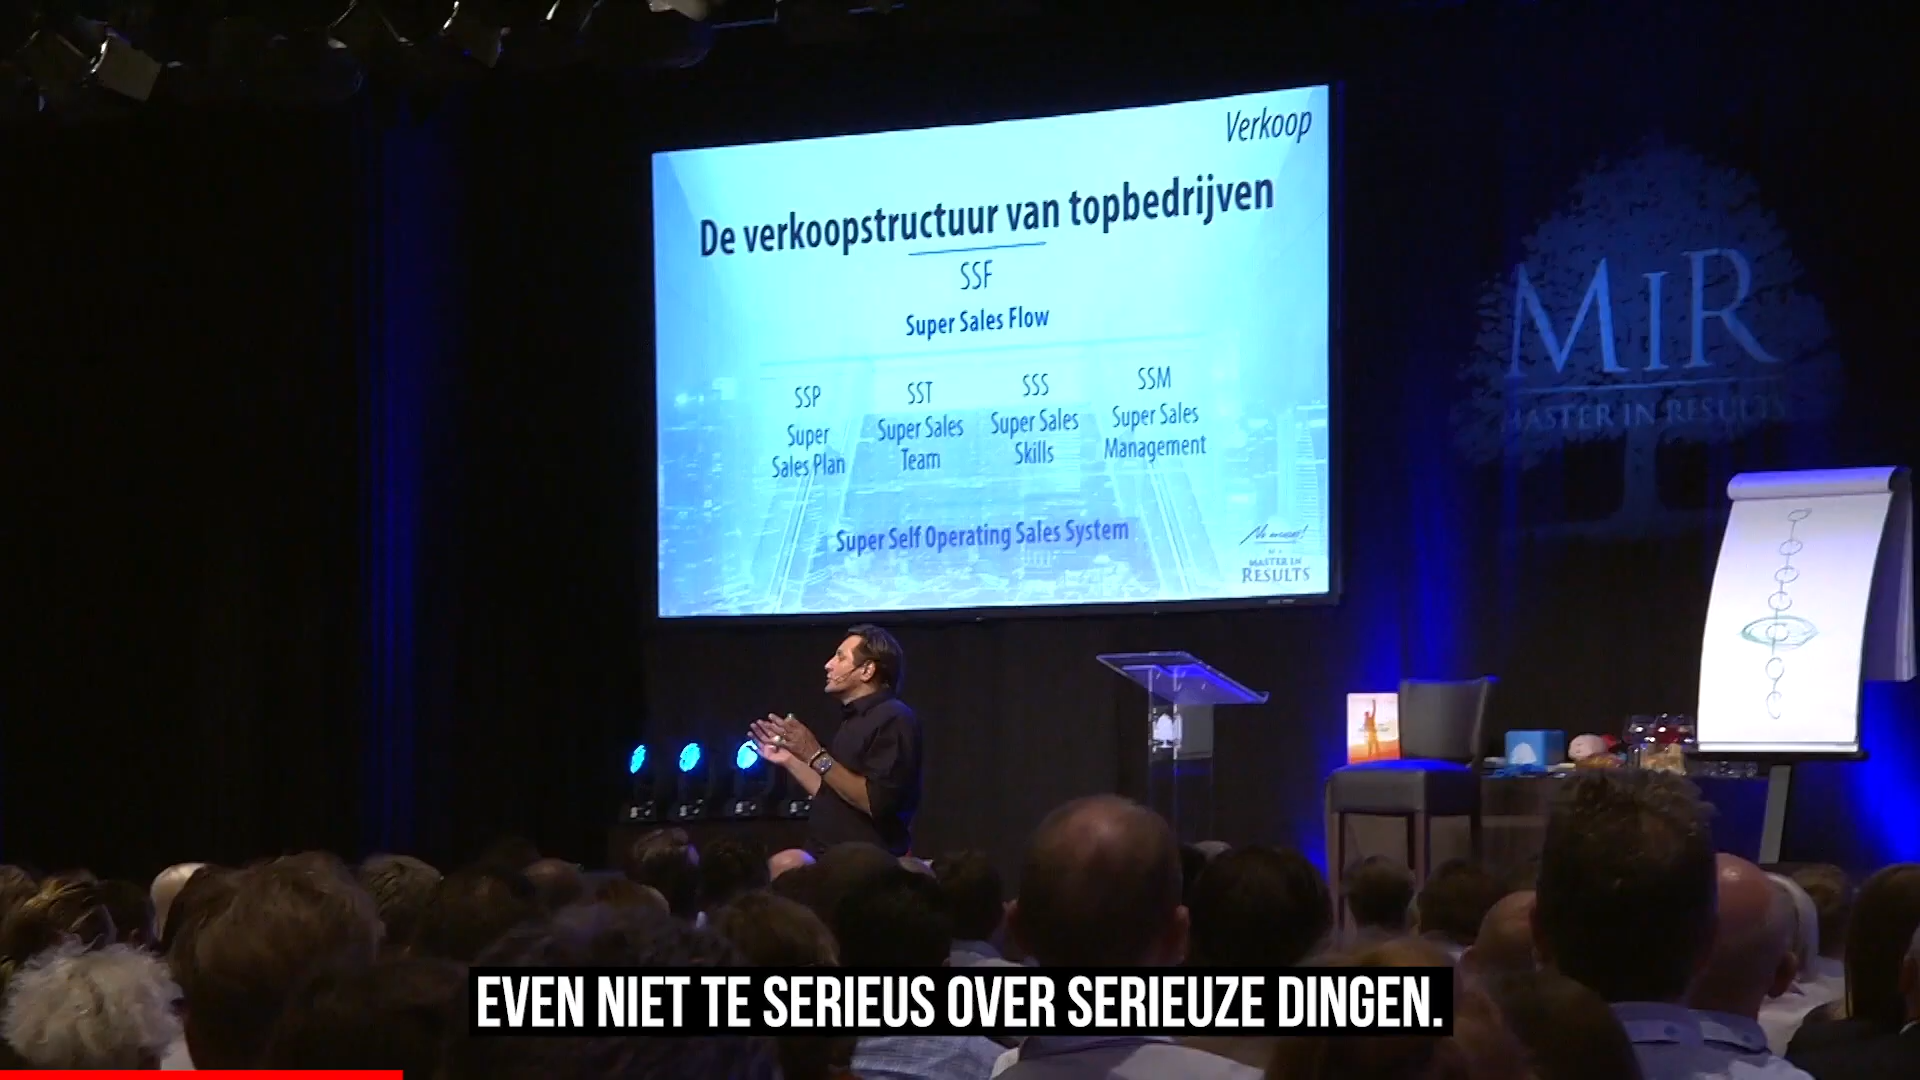 Verkoop
De verkoopstructuur van topbedrijven
SSF
Super Sales Flow
SSP
Super
Sales Plan
SST
Super Sales
Team
SSS
Super Sales
Skills
SSM
Super Sales
Management
Super Self Operating Sales System
MASTER IN
RESULTS
MIR
MASTER IN RESULTS
EVEN NIET TE SERIEUS OVER SERIEUZE DINGEN.